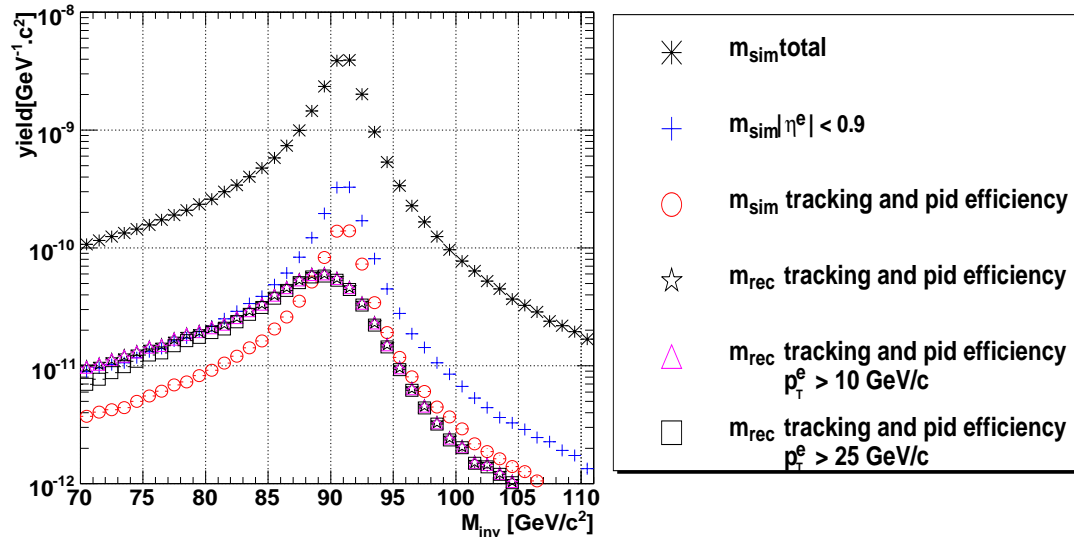 10⁻⁸
10⁻⁹
10⁻¹⁰
10⁻¹¹
10⁻¹²
yield[GeV⁻¹.c²]
70 75 80 85 90 95 100 105 110
M_inv [GeV/c²]
m_sim total
m_sim |η^e| < 0.9
m_sim tracking and pid efficiency
m_rec tracking and pid efficiency
m_rec tracking and pid efficiency
p_T^e > 10 GeV/c
m_rec tracking and pid efficiency
p_T^e > 25 GeV/c